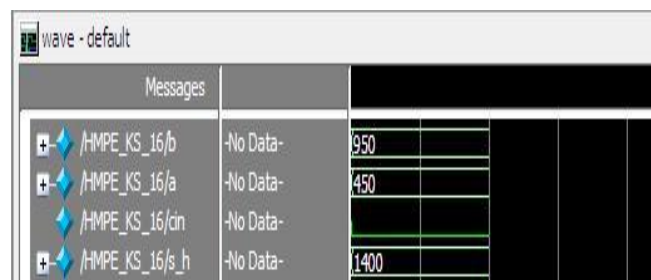 wave - default
Messages
/HMPE_KS_16/b -No Data- 950
/HMPE_KS_16/a -No Data- 450
/HMPE_KS_16/cin -No Data-
/HMPE_KS_16/s_h -No Data- 1400